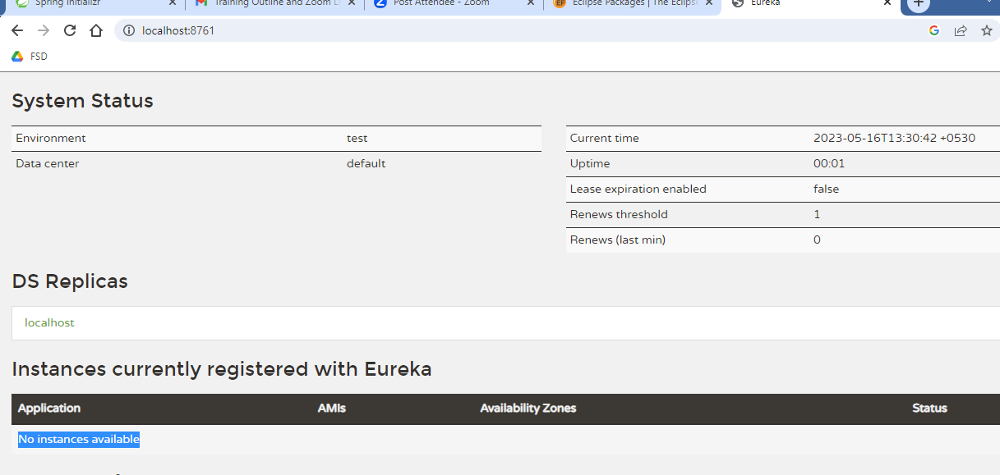 Spring Initializr
Training Outline and Zoom Li
Post Attendee - Zoom
Eclipse Packages | The Eclipse
Eureka
localhost:8761
FSD
System Status
Environment test
Data center default
Current time 2023-05-16T13:30:42 +0530
Uptime 00:01
Lease expiration enabled false
Renews threshold 1
Renews (last min) 0
DS Replicas
localhost
Instances currently registered with Eureka
Application AMIs Availability Zones Status
No instances available